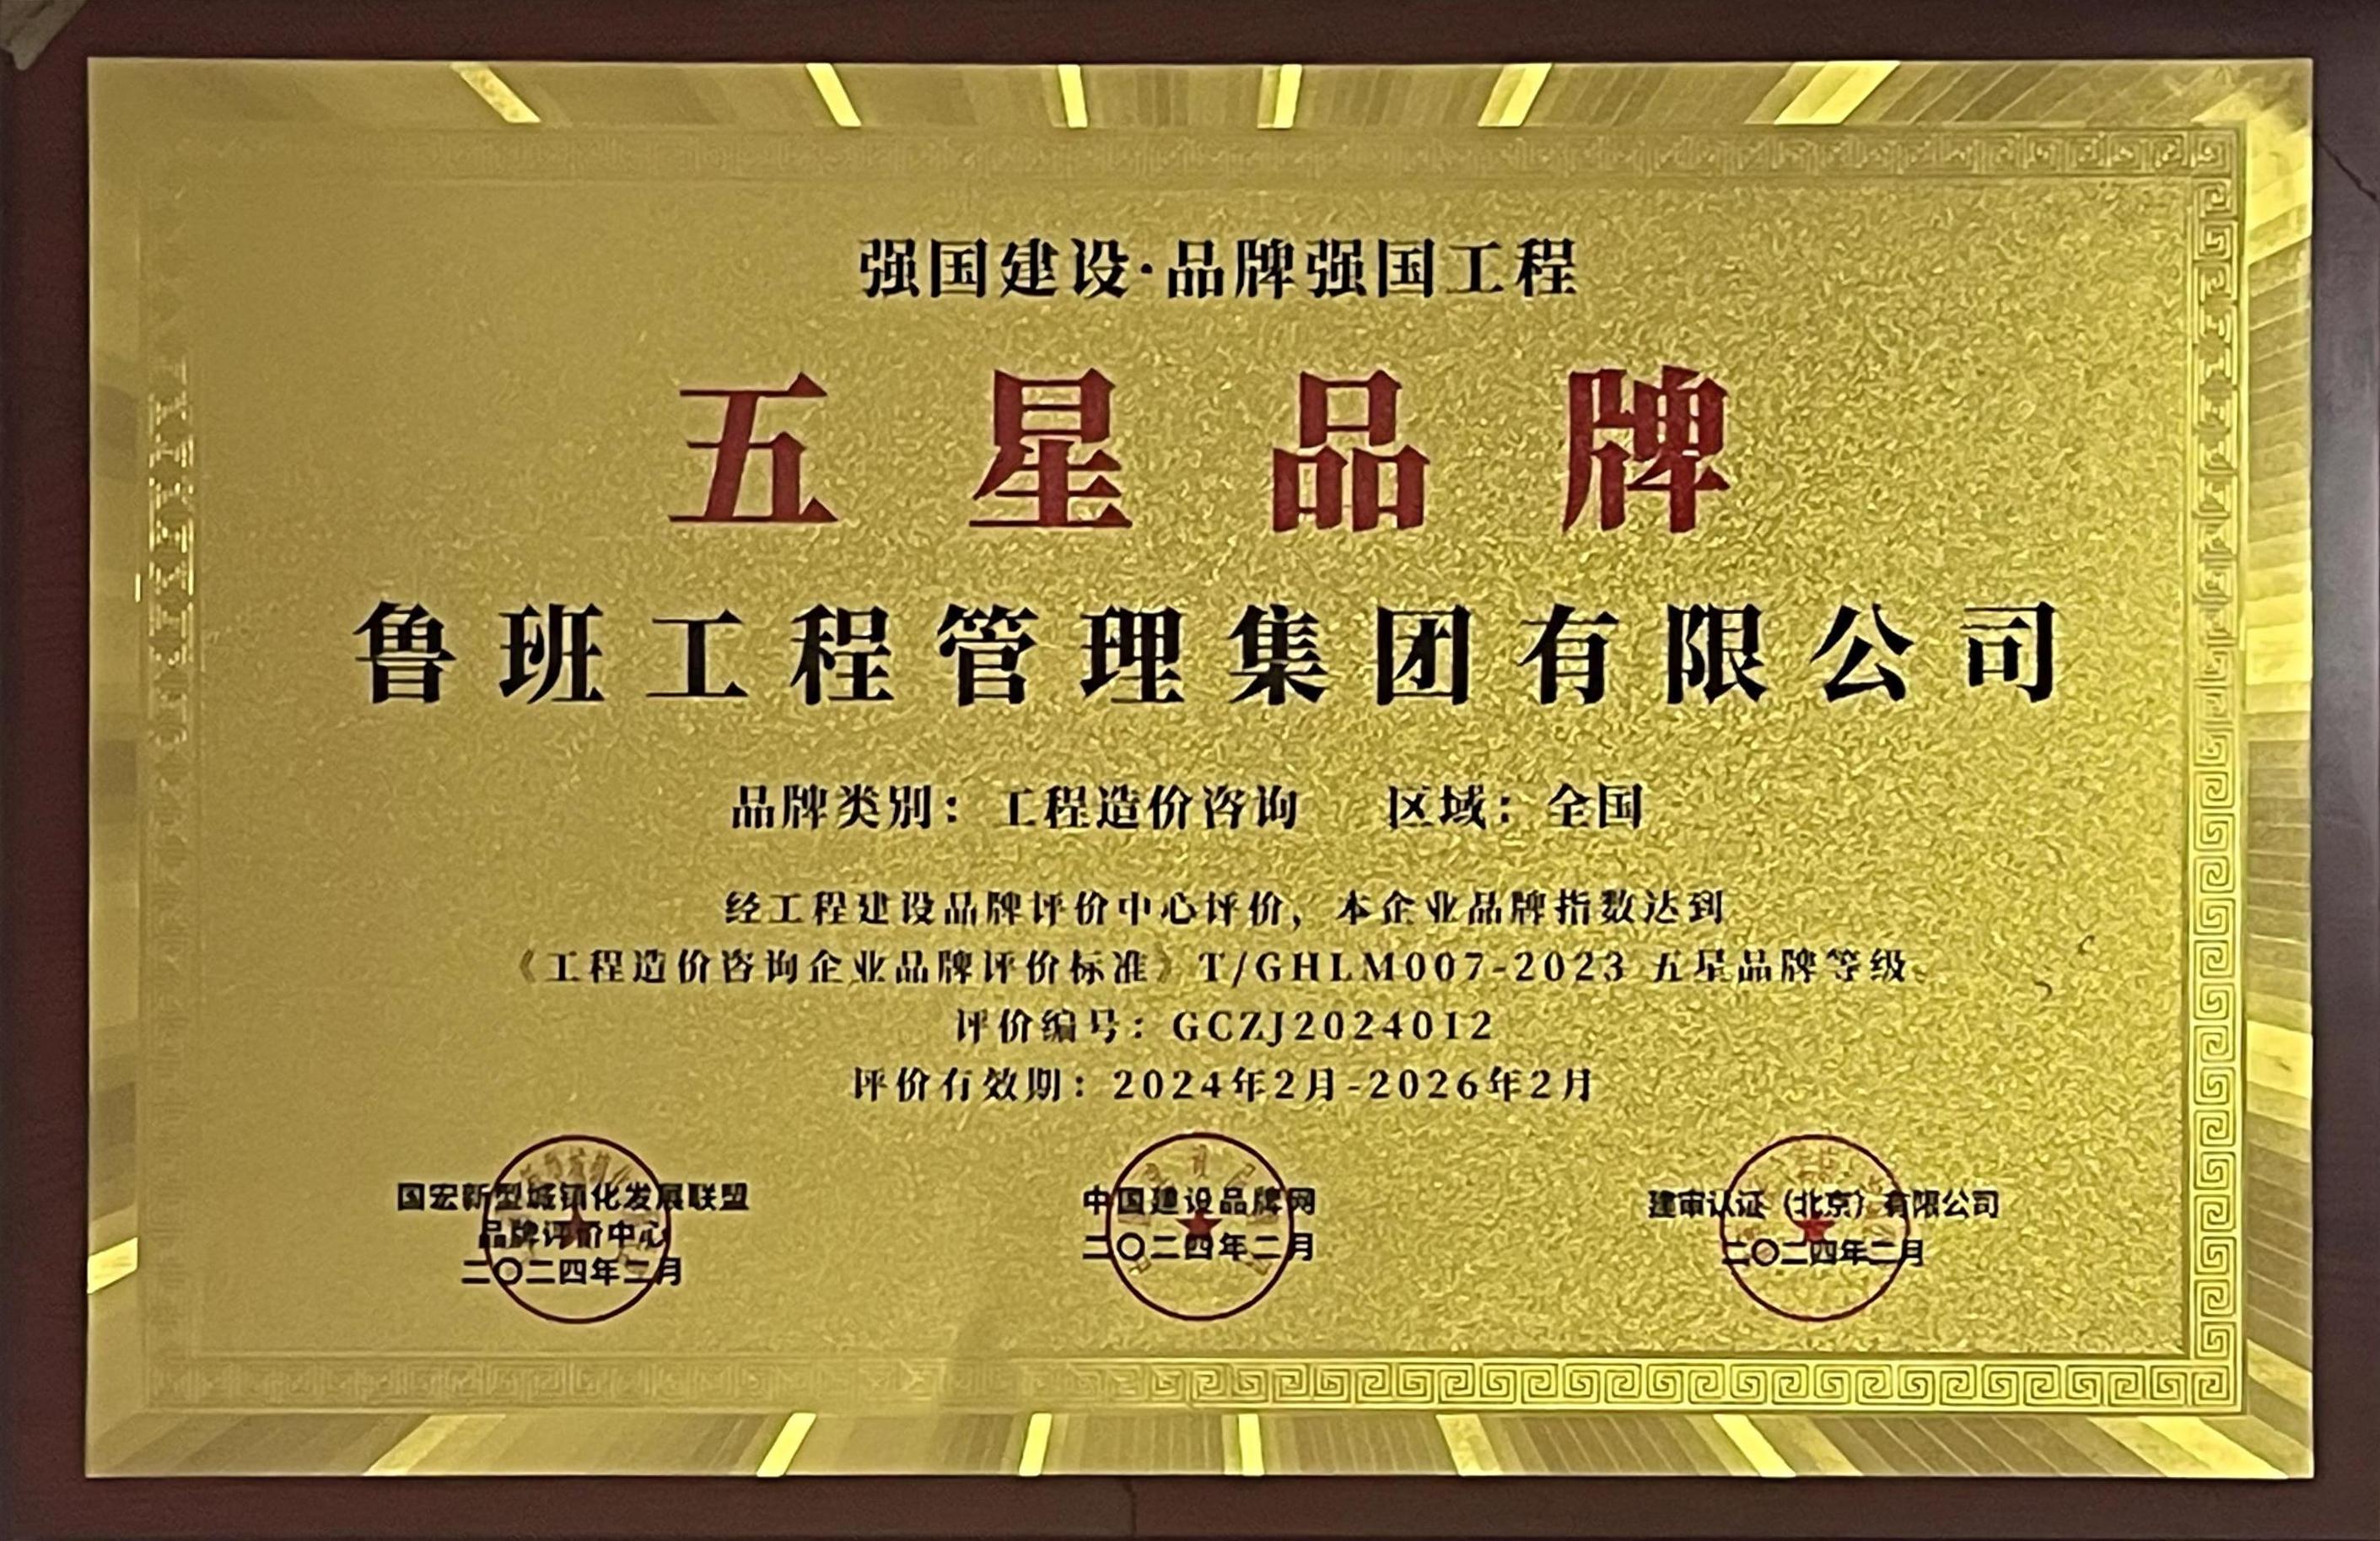 强国建设·品牌强国工程
五星品牌
鲁班工程管理集团有限公司
品牌类别：工程造价咨询 区域：全国
经工程建设品牌评价中心评价，本企业品牌指数达到
《工程造价咨询企业品牌评价标准》T/GHLM007-2023 五星品牌等级。
评价编号：GCZJ2024012
评价有效期：2024年2月-2026年2月
国宏新型城镇化发展联盟
品牌评价中心
二〇二四年二月
中国建设品牌网
二〇二四年二月
建审认证（北京）有限公司
二〇二四年二月